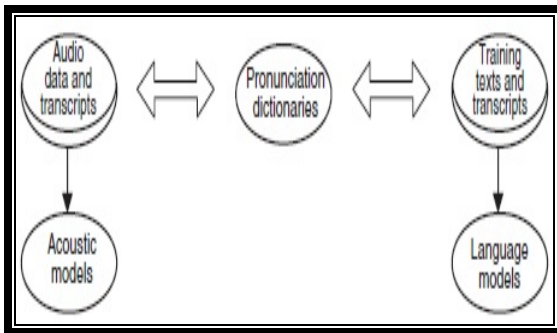 Audio
data and
transcripts
Pronunciation
dictionaries
Training
texts and
transcripts
Acoustic
models
Language
models